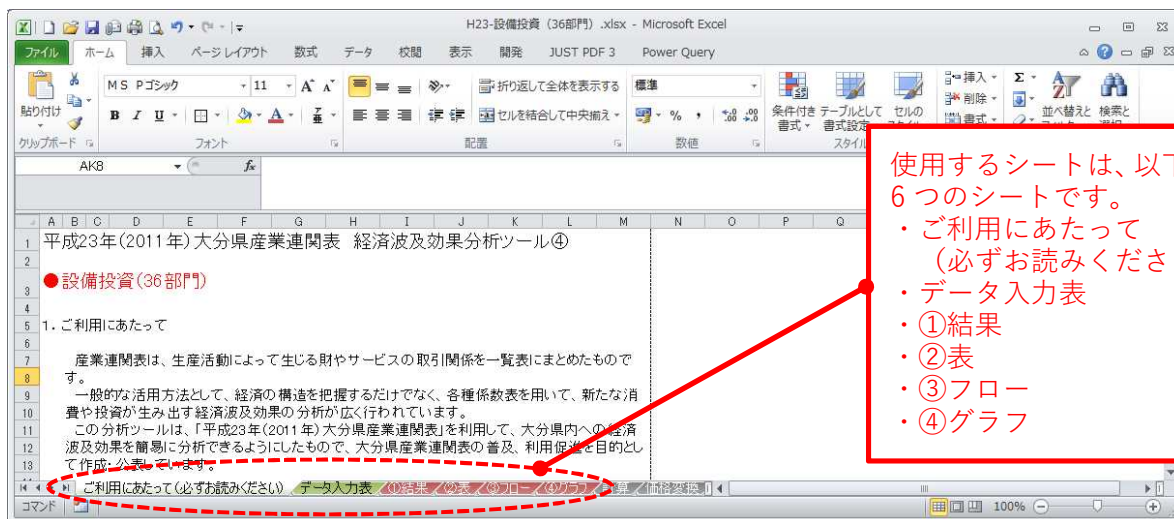 H23-設備投資（36部門）.xlsx - Microsoft Excel
ファイル ホーム 挿入 ページ レイアウト 数式 データ 校閲 表示 開発 JUST PDF 3 Power Query
貼り付け
MS Pゴシック 11
B I U
折り返して全体を表示する
セルを結合して中央揃え
標準
条件付き書式
テーブルとして書式設定
セルの
挿入
削除
書式
並べ替えと
検索と
クリップボード フォント 配置 数値 スタイル
AK8 fx
A B C D E F G H I J K L M N O P Q
1 平成23年(2011年)大分県産業連関表 経済波及効果分析ツール④
2
3 ●設備投資(36部門)
4
5 1．ご利用にあたって
6
7 産業連関表は、生産活動によって生じる財やサービスの取引関係を一覧表にまとめたもので
8 す。
9 一般的な活用方法として、経済の構造を把握するだけでなく、各種係数表を用いて、新たな消
10 費や投資が生み出す経済波及効果の分析が広く行われています。
11 この分析ツールは、「平成23年(2011年)大分県産業連関表」を利用して、大分県内への経済
12 波及効果を簡易に分析できるようにしたもので、大分県産業連関表の普及、利用促進を目的とし
13 て作成・公表しています。
ご利用にあたって(必ずお読みください) データ入力表 ①結果 ②表 ③フロー ④グラフ 計算 価格変換
コマンド 100%
使用するシートは、以下
6つのシートです。
・ご利用にあたって
（必ずお読みくださ
・データ入力表
・①結果
・②表
・③フロー
・④グラフ